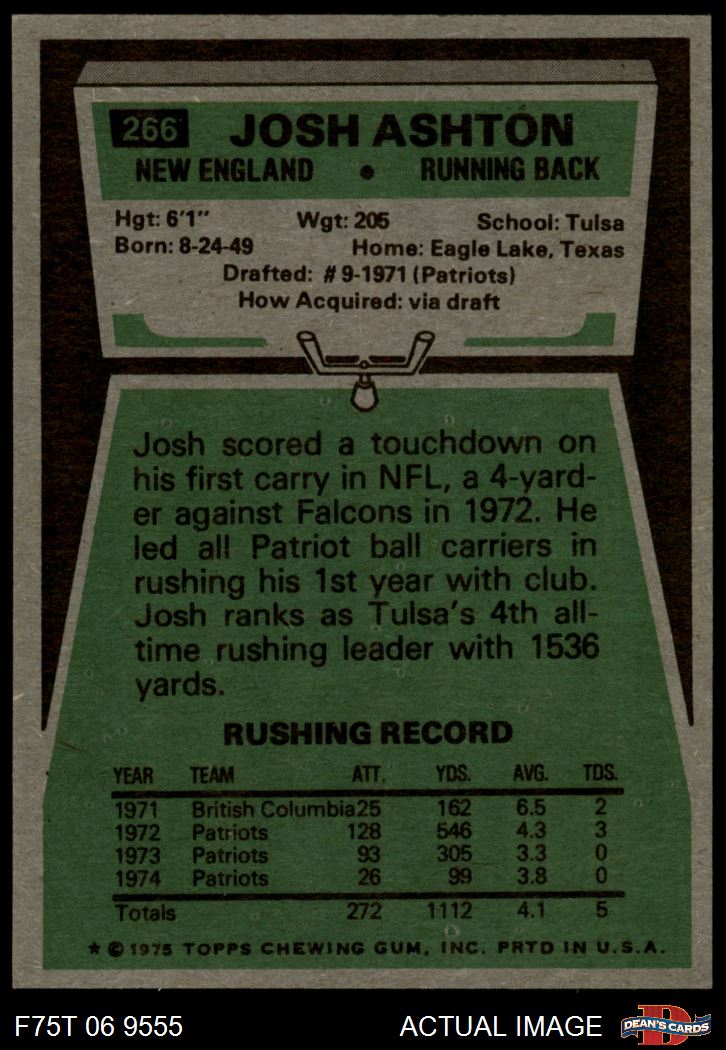 266 JOSH ASHTON
NEW ENGLAND • RUNNING BACK
Hgt: 6'1" Wgt: 205 School: Tulsa
Born: 8-24-49 Home: Eagle Lake, Texas
Drafted: #9-1971 (Patriots)
How Acquired: via draft
Josh scored a touchdown on
his first carry in NFL, a 4-yard-
er against Falcons in 1972. He
led all Patriot ball carriers in
rushing his 1st year with club.
Josh ranks as Tulsa's 4th all-
time rushing leader with 1536
yards.
RUSHING RECORD
YEAR TEAM ATT. YDS. AVG. TDS.
1971 British Columbia 25 162 6.5 2
1972 Patriots 128 546 4.3 3
1973 Patriots 93 305 3.3 0
1974 Patriots 26 99 3.8 0
Totals 272 1112 4.1 5
* © 1975 TOPPS CHEWING GUM, INC. PRTD IN U.S.A.
F75T 06 9555 ACTUAL IMAGE D DEAN'S CARDS